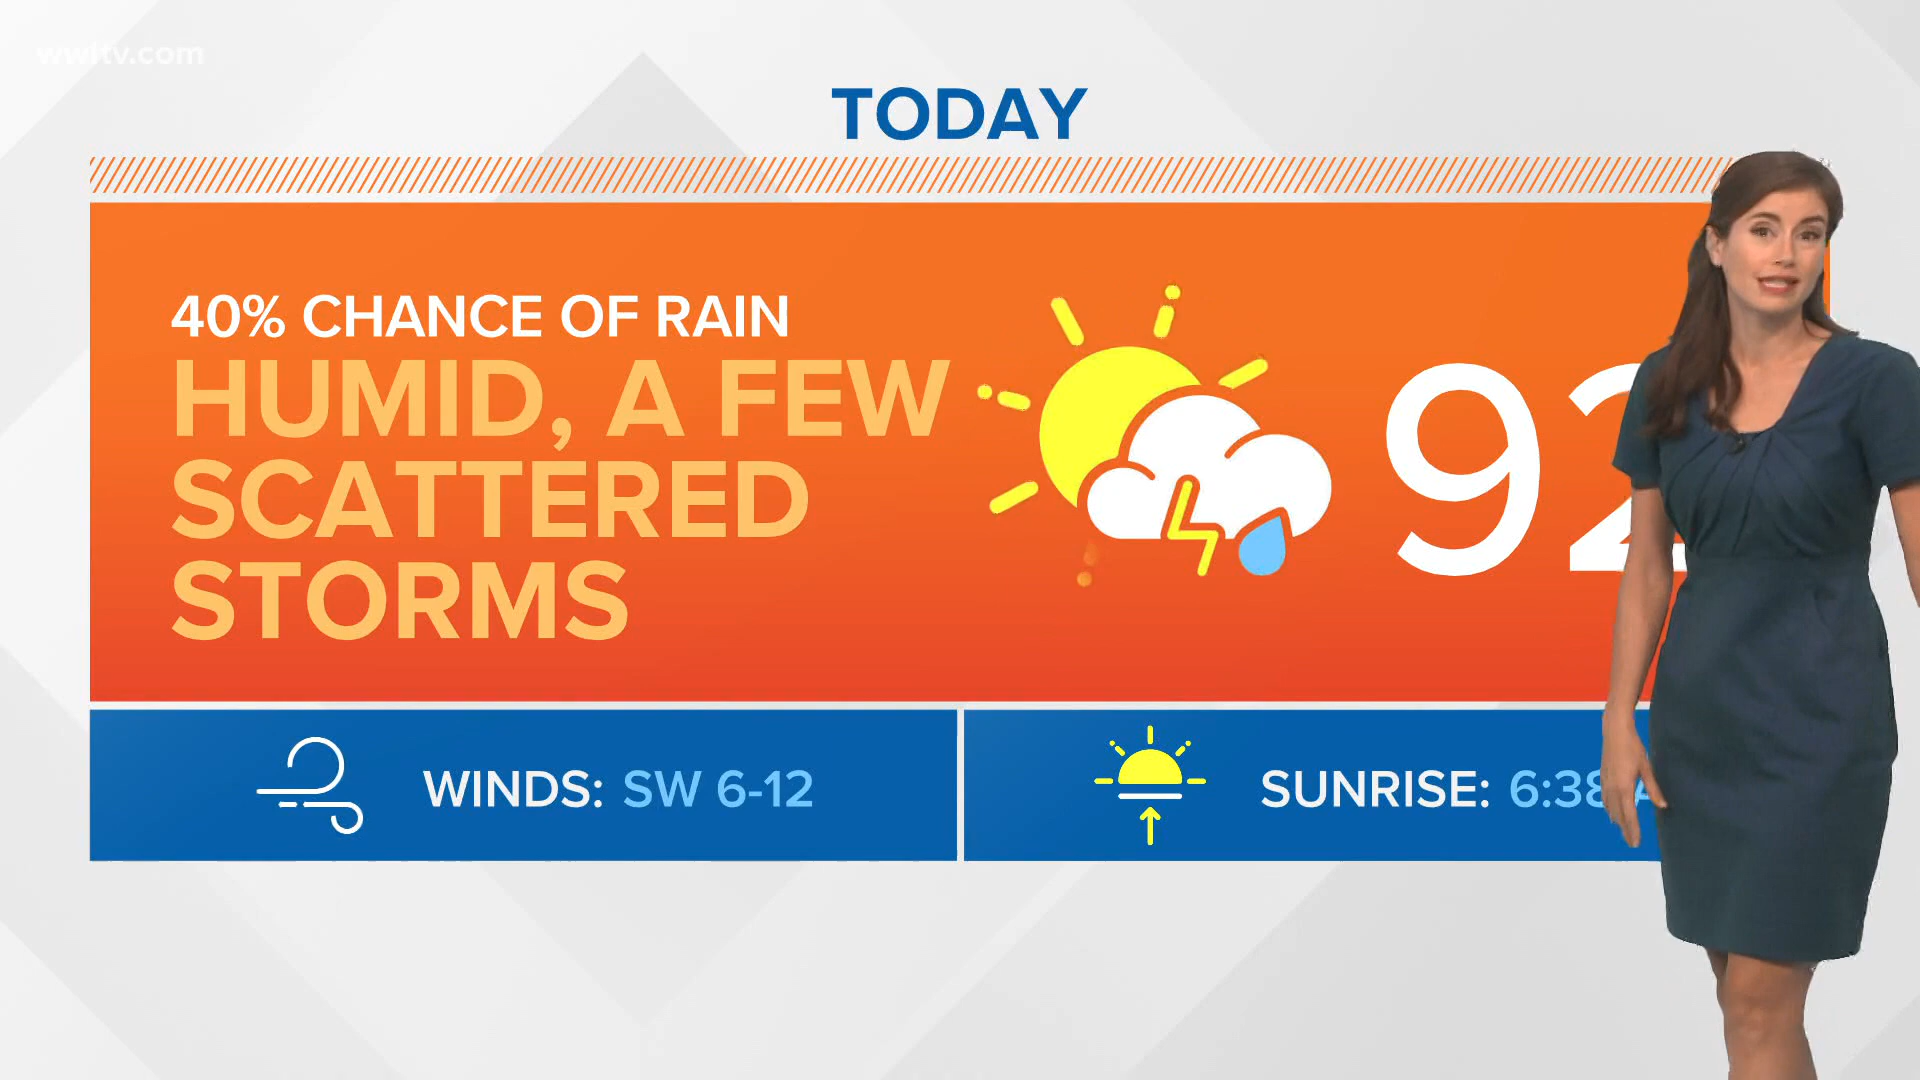 wwltv.com
TODAY
40% CHANCE OF RAIN
HUMID, A FEW
SCATTERED
STORMS
92
WINDS: SW 6-12
SUNRISE: 6:38 A